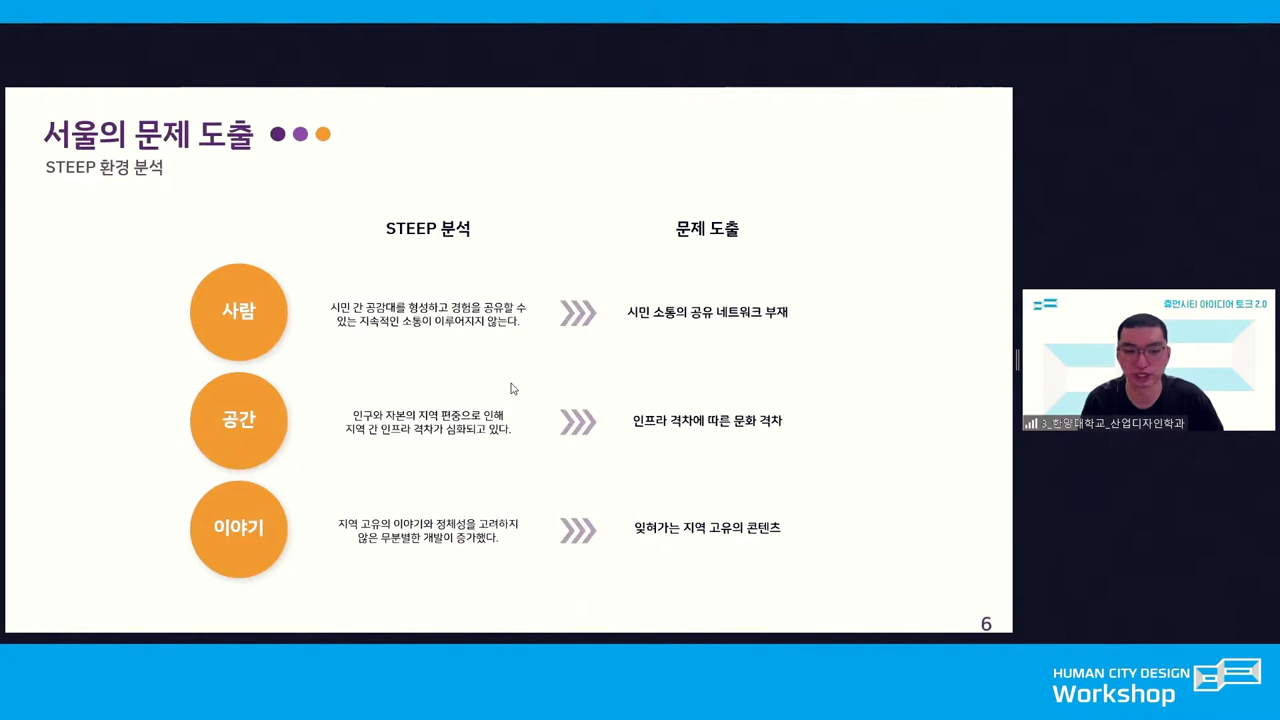 서울의 문제 도출
STEEP 환경 분석
STEEP 분석
문제 도출
사람
시민 간 공감대를 형성하고 경험을 공유할 수
있는 지속적인 소통이 이루어지지 않는다.
시민 소통의 공유 네트워크 부재
공간
인구와 자본의 지역 편중으로 인해
지역 간 인프라 격차가 심화되고 있다.
인프라 격차에 따른 문화 격차
이야기
지역 고유의 이야기와 정체성을 고려하지
않은 무분별한 개발이 증가했다.
잊혀가는 지역 고유의 콘텐츠
6
휴먼시티 아이디어 토크 2.0
3_한양대학교_산업디자인학과
HUMAN CITY DESIGN
Workshop